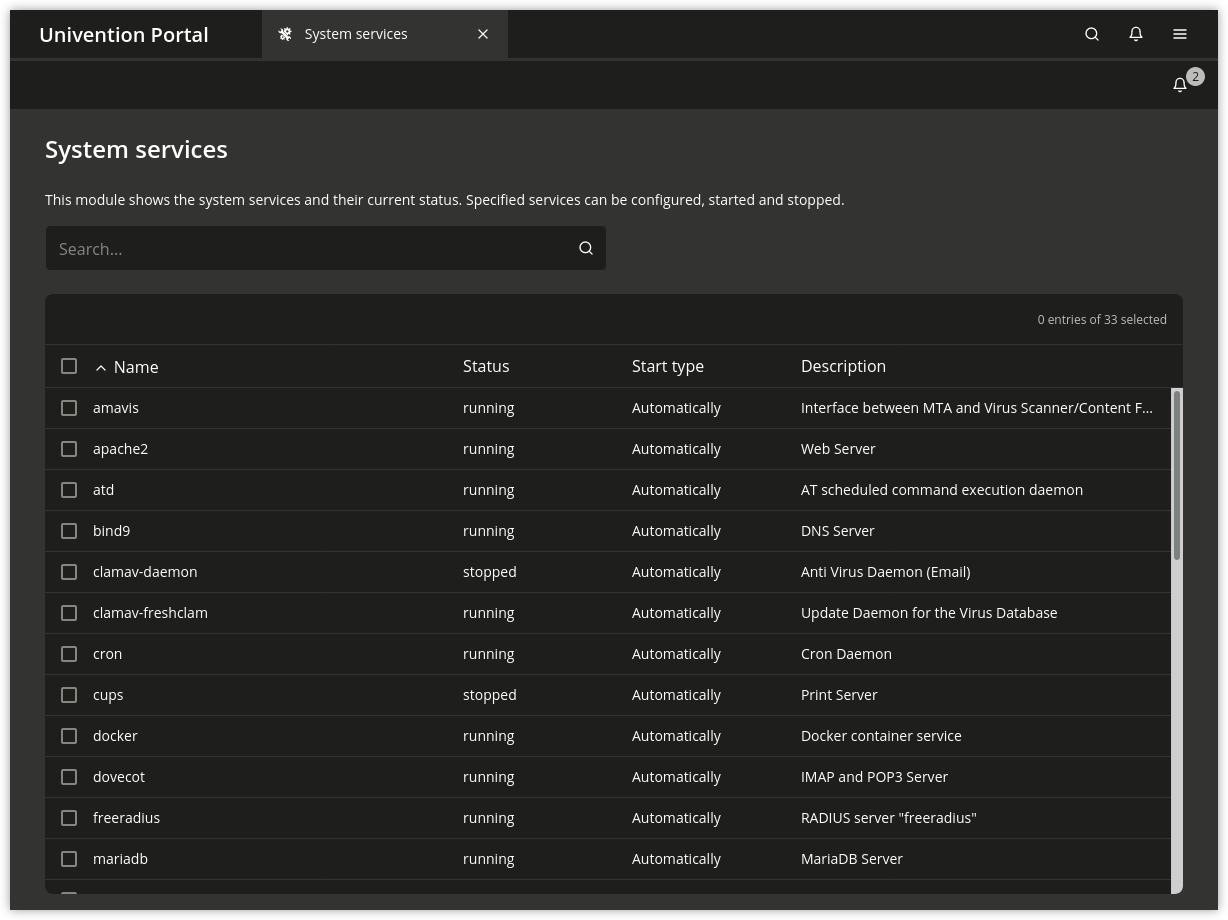 Univention Portal
System services
2
System services
This module shows the system services and their current status. Specified services can be configured, started and stopped.
Search...
0 entries of 33 selected
Name Status Start type Description
amavis running Automatically Interface between MTA and Virus Scanner/Content F...
apache2 running Automatically Web Server
atd running Automatically AT scheduled command execution daemon
bind9 running Automatically DNS Server
clamav-daemon stopped Automatically Anti Virus Daemon (Email)
clamav-freshclam running Automatically Update Daemon for the Virus Database
cron running Automatically Cron Daemon
cups stopped Automatically Print Server
docker running Automatically Docker container service
dovecot running Automatically IMAP and POP3 Server
freeradius running Automatically RADIUS server "freeradius"
mariadb running Automatically MariaDB Server